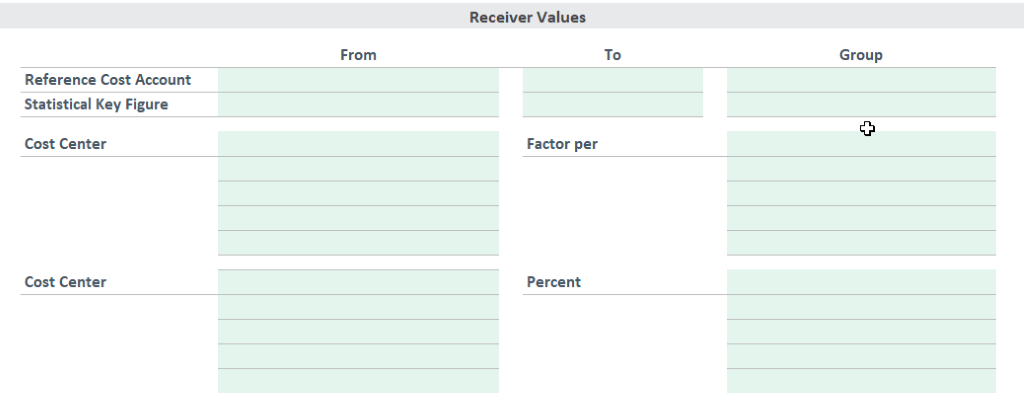 Receiver Values
From To Group
Reference Cost Account
Statistical Key Figure
Cost Center Factor per
Cost Center Percent